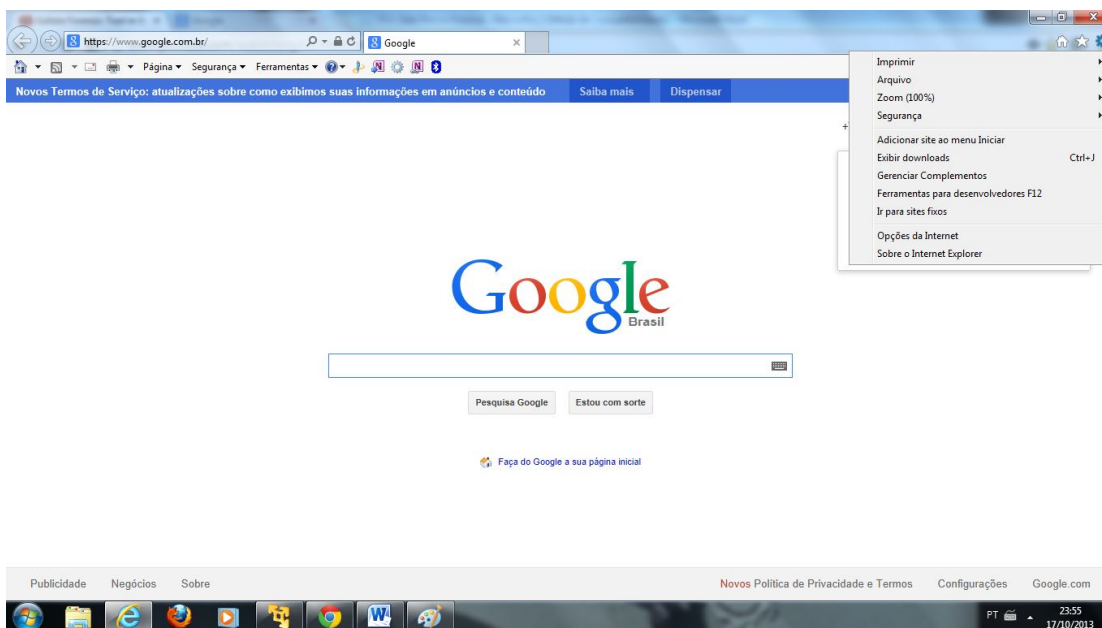 https://www.google.com.br/
Google
Página Segurança Ferramentas
Novos Termos de Serviço: atualizações sobre como exibimos suas informações em anúncios e conteúdo Saiba mais Dispensar
Imprimir
Arquivo
Zoom (100%)
Segurança
Adicionar site ao menu Iniciar
Exibir downloads Ctrl+J
Gerenciar Complementos
Ferramentas para desenvolvedores F12
Ir para sites fixos
Opções da Internet
Sobre o Internet Explorer
Google
Brasil
Pesquisa Google Estou com sorte
Faça do Google a sua página inicial
Publicidade Negócios Sobre Novos Política de Privacidade e Termos Configurações Google.com
PT 23:55
17/10/2013